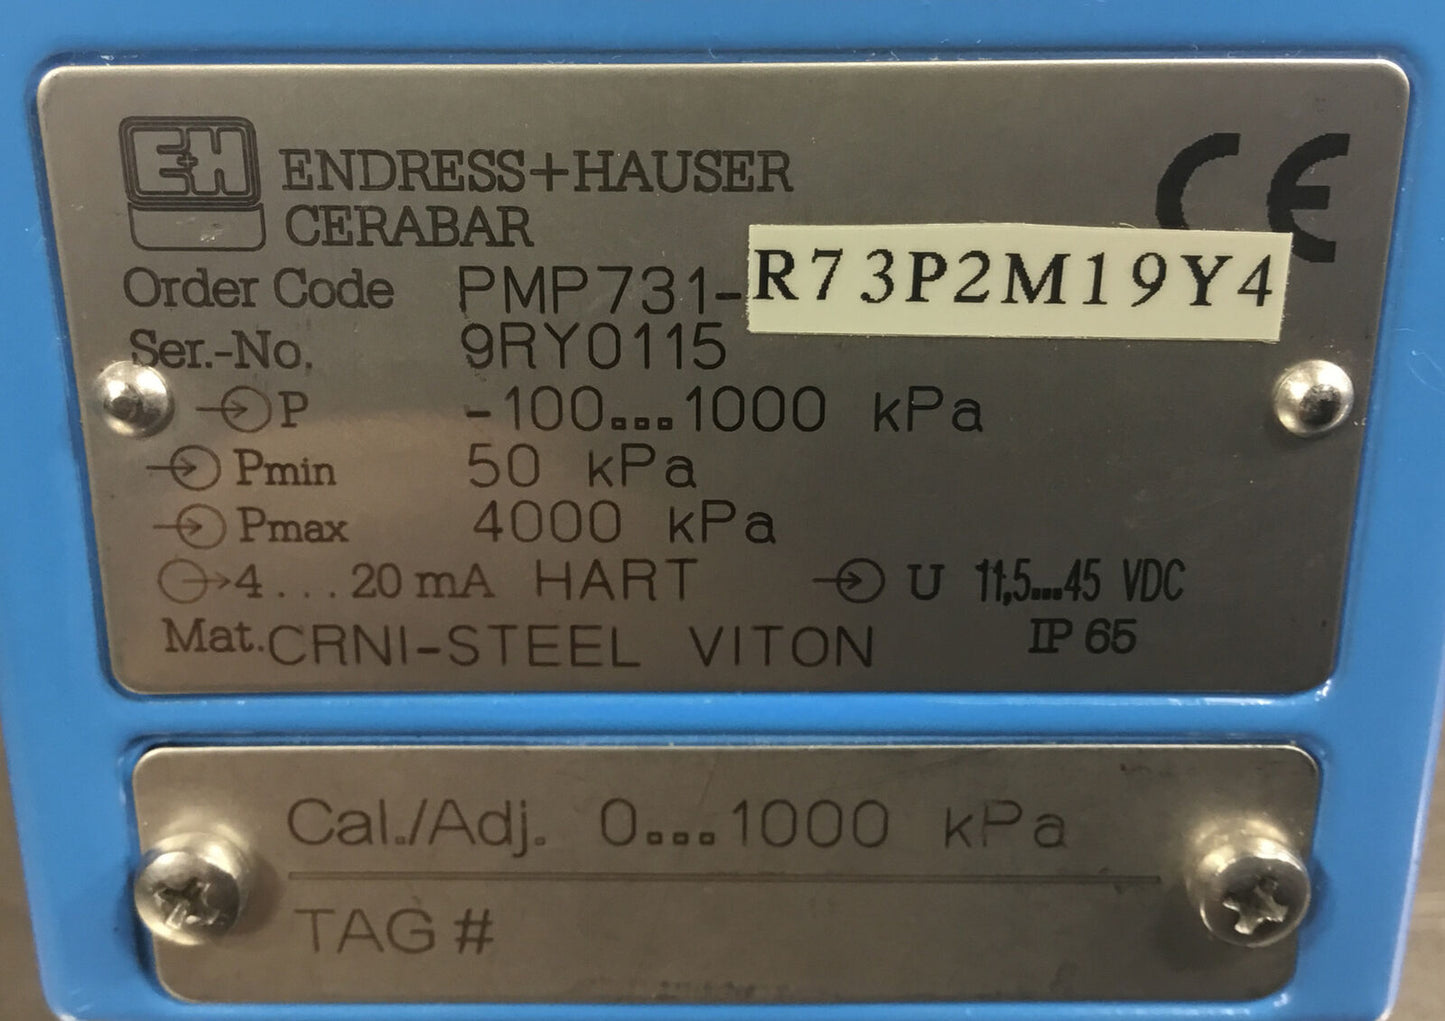 E+H ENDRESS+HAUSER
CERABAR
CE
Order Code PMP731-R73P2M19Y4
Ser.-No. 9RY0115
P -100...1000 kPa
Pmin 50 kPa
Pmax 4000 kPa
4...20 mA HART U 11,5...45 VDC
Mat. CRNI-STEEL VITON IP 65
Cal./Adj. 0...1000 kPa
TAG #